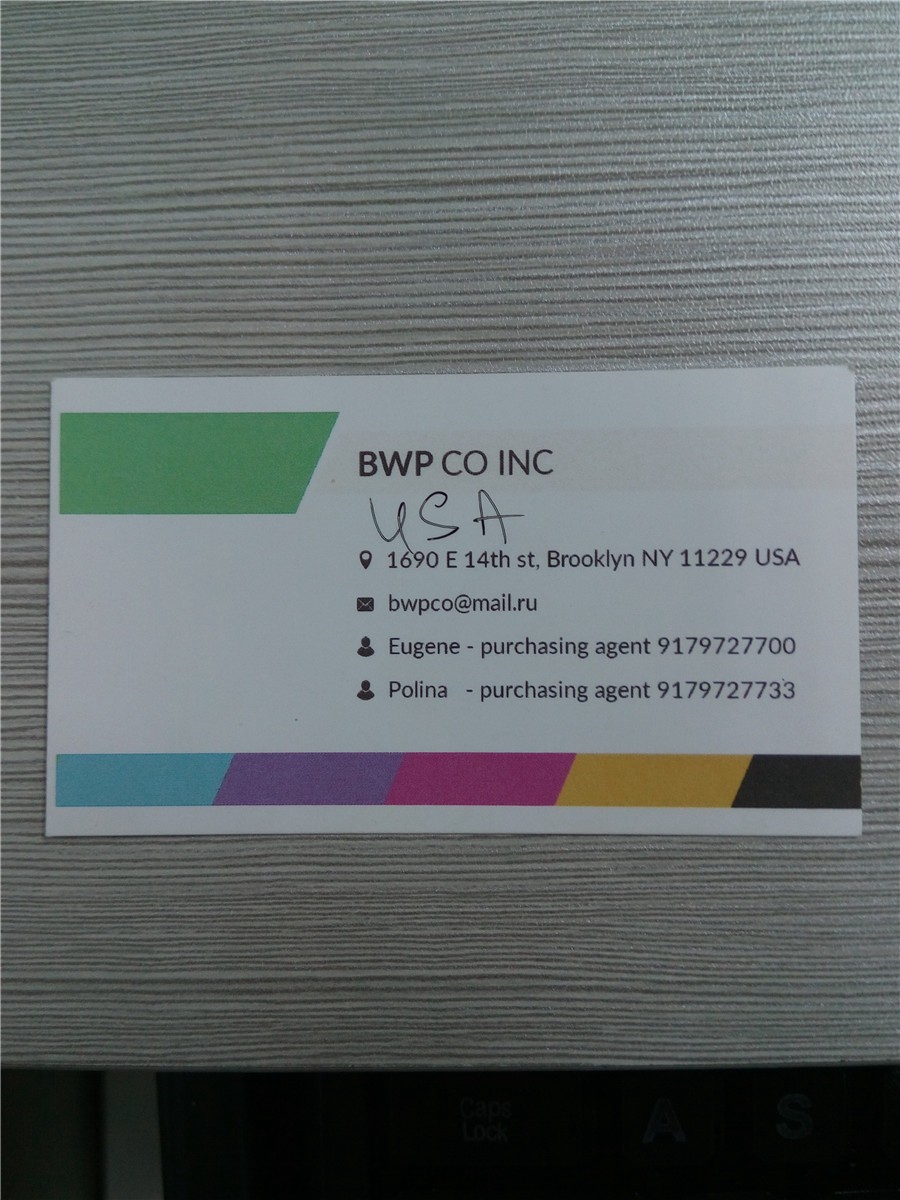 BWP CO INC
USA
1690 E 14th st, Brooklyn NY 11229 USA
bwpco@mail.ru
Eugene - purchasing agent 9179727700
Polina - purchasing agent 9179727733
Caps
Lock
A
S